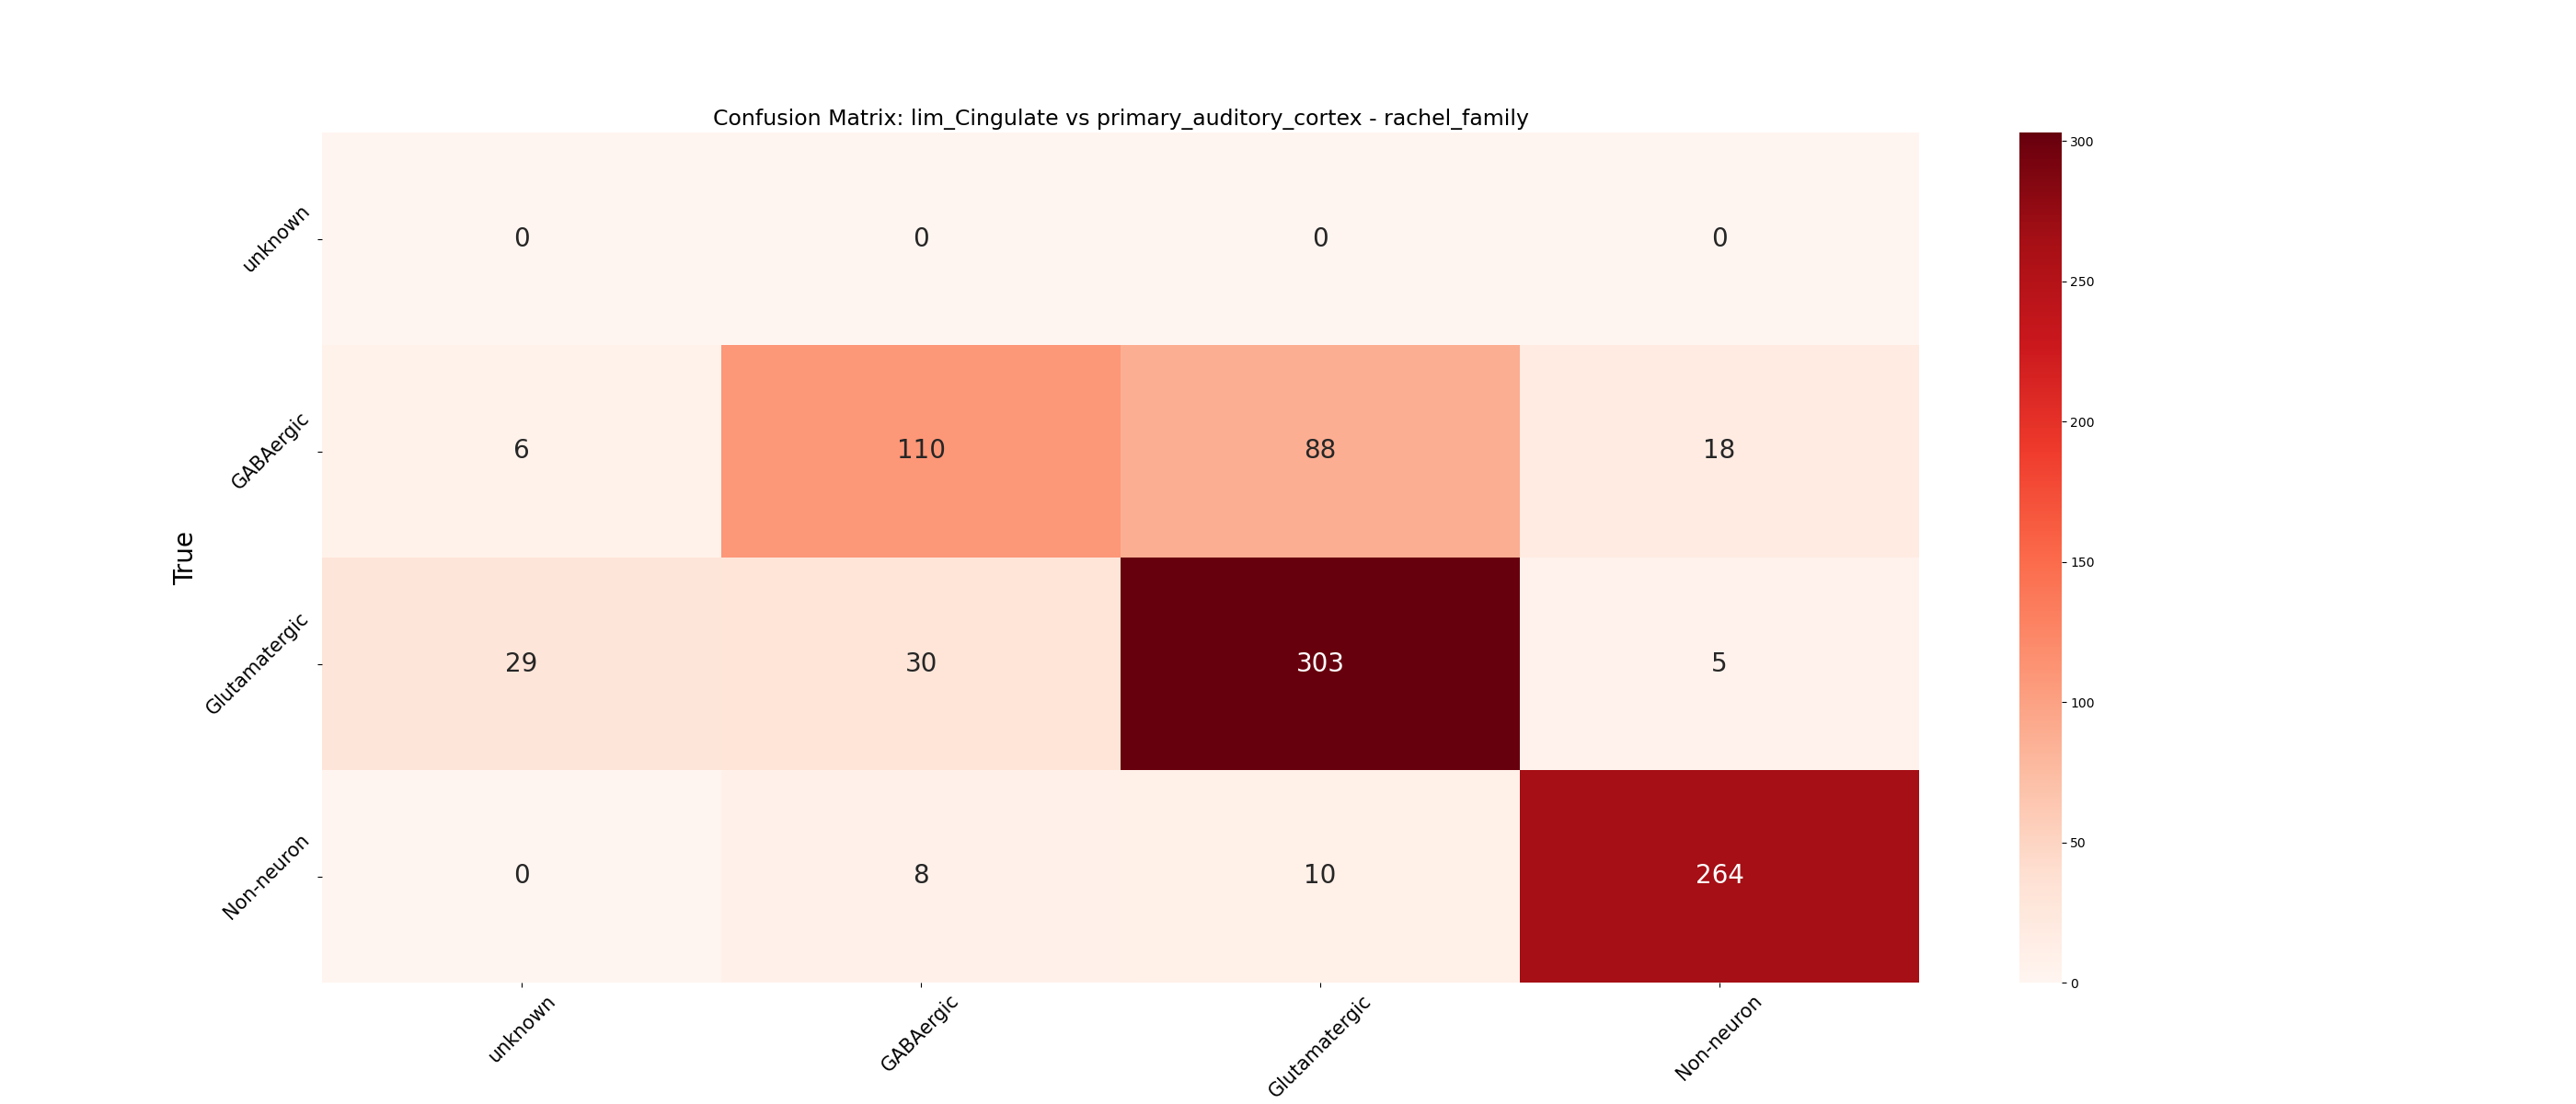 Confusion Matrix: lim_Cingulate vs primary_auditory_cortex - rachel_family
True
unknown 0 0 0 0
GABAergic 6 110 88 18
Glutamatergic 29 30 303 5
Non-neuron 0 8 10 264
unknown GABAergic Glutamatergic Non-neuron
300
250
200
150
100
50
0